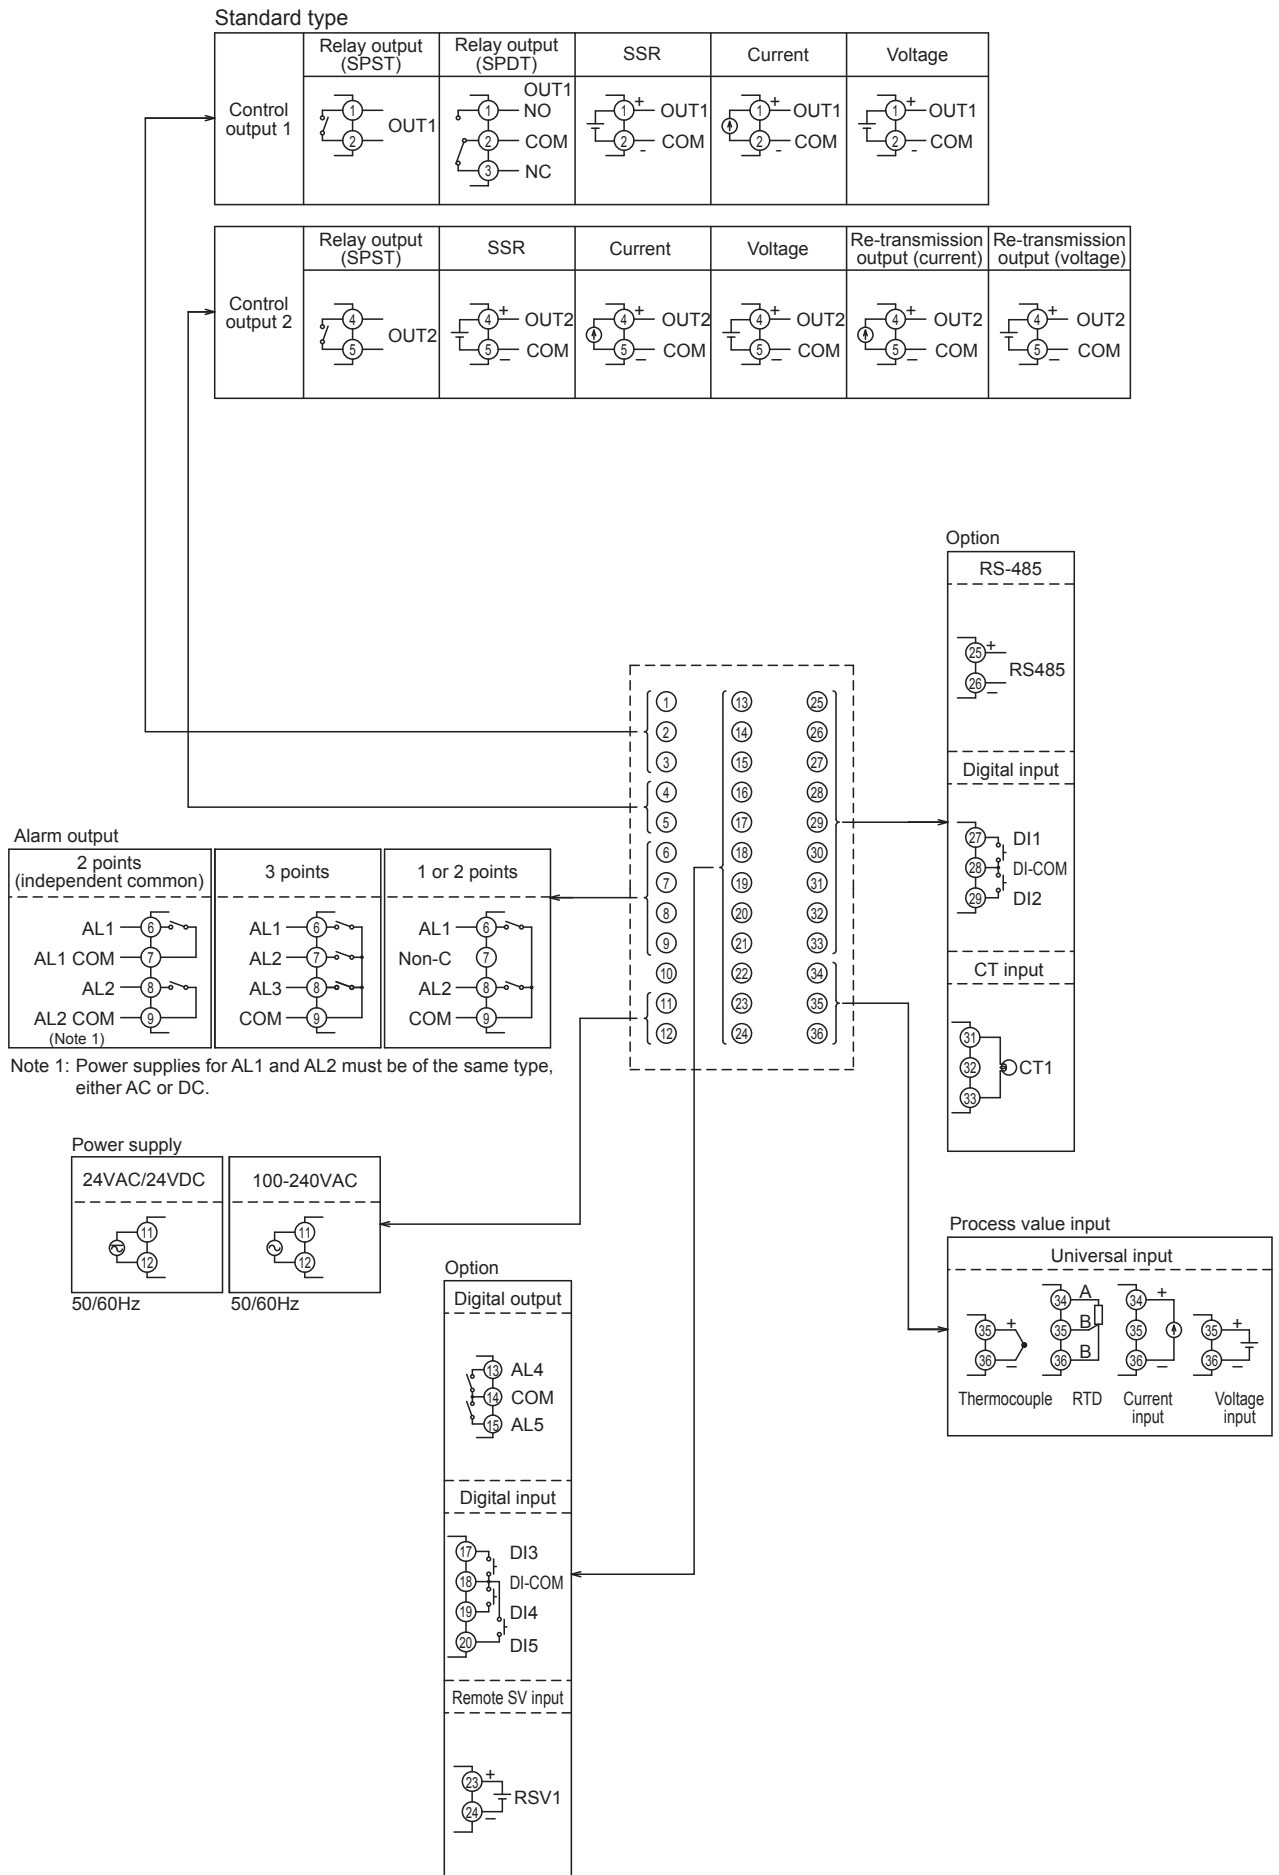 Standard type
Relay output
(SPST)
Relay output
(SPDT)
SSR
Current
Voltage
Control
output 1
1
2
OUT1
OUT1
1
NO
2
COM
3
NC
1
+
OUT1
2
-
COM
1
+
OUT1
2
-
COM
1
+
OUT1
2
-
COM
Relay output
(SPST)
SSR
Current
Voltage
Re-transmission
output (current)
Re-transmission
output (voltage)
Control
output 2
4
5
OUT2
4
+
OUT2
5
–
COM
4
+
OUT2
5
–
COM
4
+
OUT2
5
–
COM
4
+
OUT2
5
–
COM
4
+
OUT2
5
–
COM
1 13 25
2 14 26
3 15 27
4 16 28
5 17 29
6 18 30
7 19 31
8 20 32
9 21 33
10 22 34
11 23 35
12 24 36
Option
RS-485
25
+
26
–
RS485
Digital input
27 DI1
28 DI-COM
29 DI2
CT input
31
32 CT1
33
Alarm output
2 points
(independent common)
AL1 6
AL1 COM 7
AL2 8
AL2 COM 9
(Note 1)
3 points
AL1 6
AL2 7
AL3 8
COM 9
1 or 2 points
AL1 6
Non-C 7
AL2 8
COM 9
Note 1: Power supplies for AL1 and AL2 must be of the same type,
either AC or DC.
Power supply
24VAC/24VDC
11
12
50/60Hz
100-240VAC
11
12
50/60Hz
Option
Digital output
13 AL4
14 COM
15 AL5
Digital input
17 DI3
18 DI-COM
19 DI4
20 DI5
Remote SV input
23 +
RSV1
24 –
Process value input
Universal input
35 +
36 –
Thermocouple
34 A
35 B
36 B
RTD
34 +
35
36 –
Current
input
35 +
36 –
Voltage
input